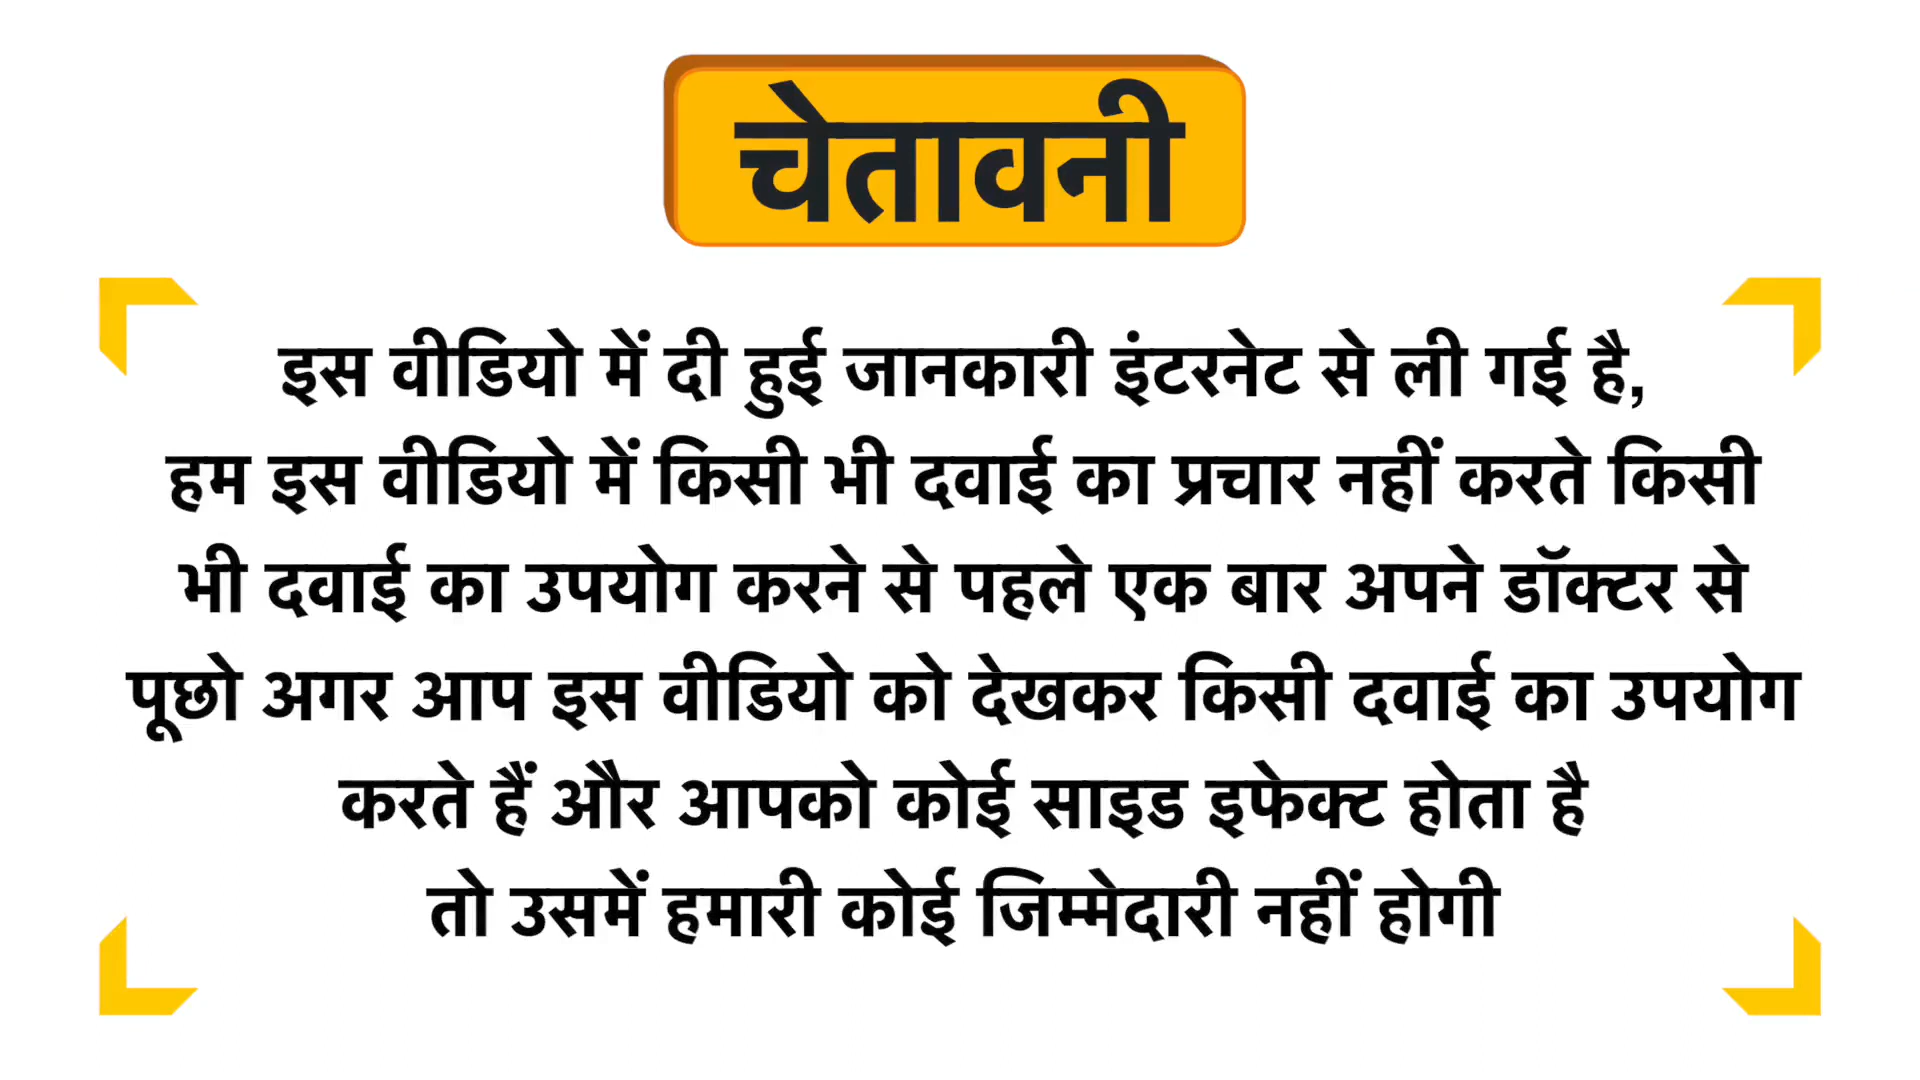 चेतावनी
इस वीडियो में दी हुई जानकारी इंटरनेट से ली गई है,
हम इस वीडियो में किसी भी दवाई का प्रचार नहीं करते किसी
भी दवाई का उपयोग करने से पहले एक बार अपने डॉक्टर से
पूछो अगर आप इस वीडियो को देखकर किसी दवाई का उपयोग
करते हैं और आपको कोई साइड इफेक्ट होता है
तो उसमें हमारी कोई जिम्मेदारी नहीं होगी